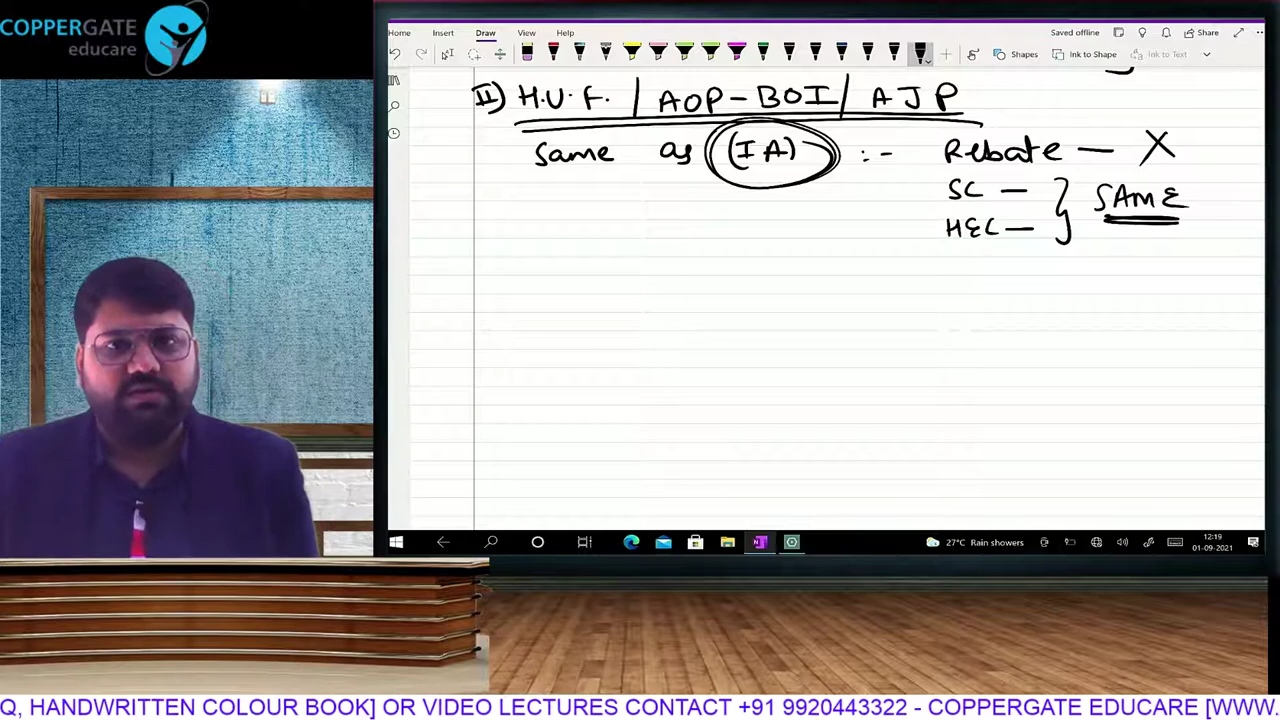 COPPERGATE
educare
Home Insert Draw View Help
Saved offline
Share
Shapes
Ink to Shape
Ink to Text
II) H.U.F. / AOP-BOI / AJP
Same as (IA) :- Rebate — X
SC —
HEC —
} SAME
27°C Rain showers
12:19
01-09-2021
Q, HANDWRITTEN COLOUR BOOK] OR VIDEO LECTURES CONTACT +91 9920443322 - COPPERGATE EDUCARE [WWW.